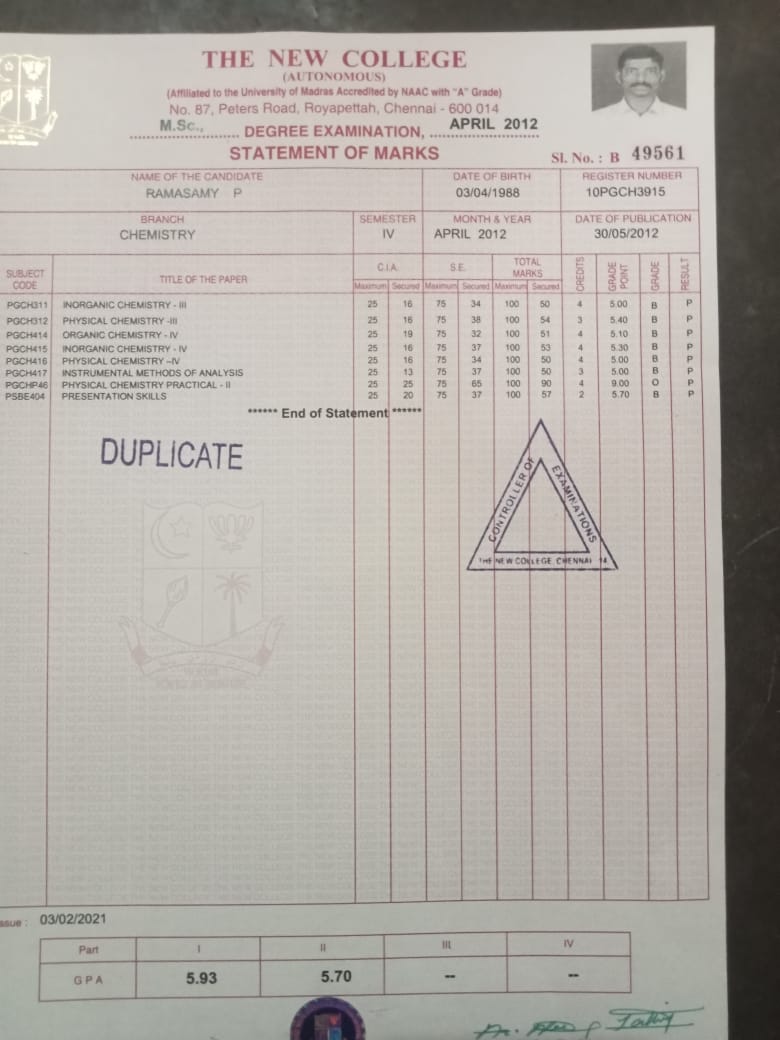 THE NEW COLLEGE
(AUTONOMOUS)
(Affiliated to the University of Madras Accredited by NAAC with "A" Grade)
No. 87, Peters Road, Royapettah, Chennai - 600 014
M.Sc., DEGREE EXAMINATION, APRIL 2012
STATEMENT OF MARKS
Sl. No. : B 49561
NAME OF THE CANDIDATE DATE OF BIRTH REGISTER NUMBER
RAMASAMY P 03/04/1988 10PGCH3915
BRANCH SEMESTER MONTH & YEAR DATE OF PUBLICATION
CHEMISTRY IV APRIL 2012 30/05/2012
SUBJECT CODE TITLE OF THE PAPER C.I.A. S.E. TOTAL MARKS CREDITS GRADE POINT GRADE RESULT
Maximum Secured Maximum Secured Maximum Secured
PGCH311 INORGANIC CHEMISTRY - III 25 16 75 34 100 50 4 5.00 B P
PGCH312 PHYSICAL CHEMISTRY -III 25 16 75 38 100 54 3 5.40 B P
PGCH414 ORGANIC CHEMISTRY - IV 25 19 75 32 100 51 4 5.10 B P
PGCH415 INORGANIC CHEMISTRY - IV 25 16 75 37 100 53 4 5.30 B P
PGCH416 PHYSICAL CHEMISTRY –IV 25 16 75 34 100 50 4 5.00 B P
PGCH417 INSTRUMENTAL METHODS OF ANALYSIS 25 13 75 37 100 50 3 5.00 B P
PGCHP46 PHYSICAL CHEMISTRY PRACTICAL - II 25 25 75 65 100 90 4 9.00 O P
PSBE404 PRESENTATION SKILLS 25 20 75 37 100 57 2 5.70 B P
****** End of Statement ******
DUPLICATE
CONTROLLER OF EXAMINATIONS
THE NEW COLLEGE, CHENNAI 14.
ssue : 03/02/2021
Part I II III IV
G P A 5.93 5.70 -- --